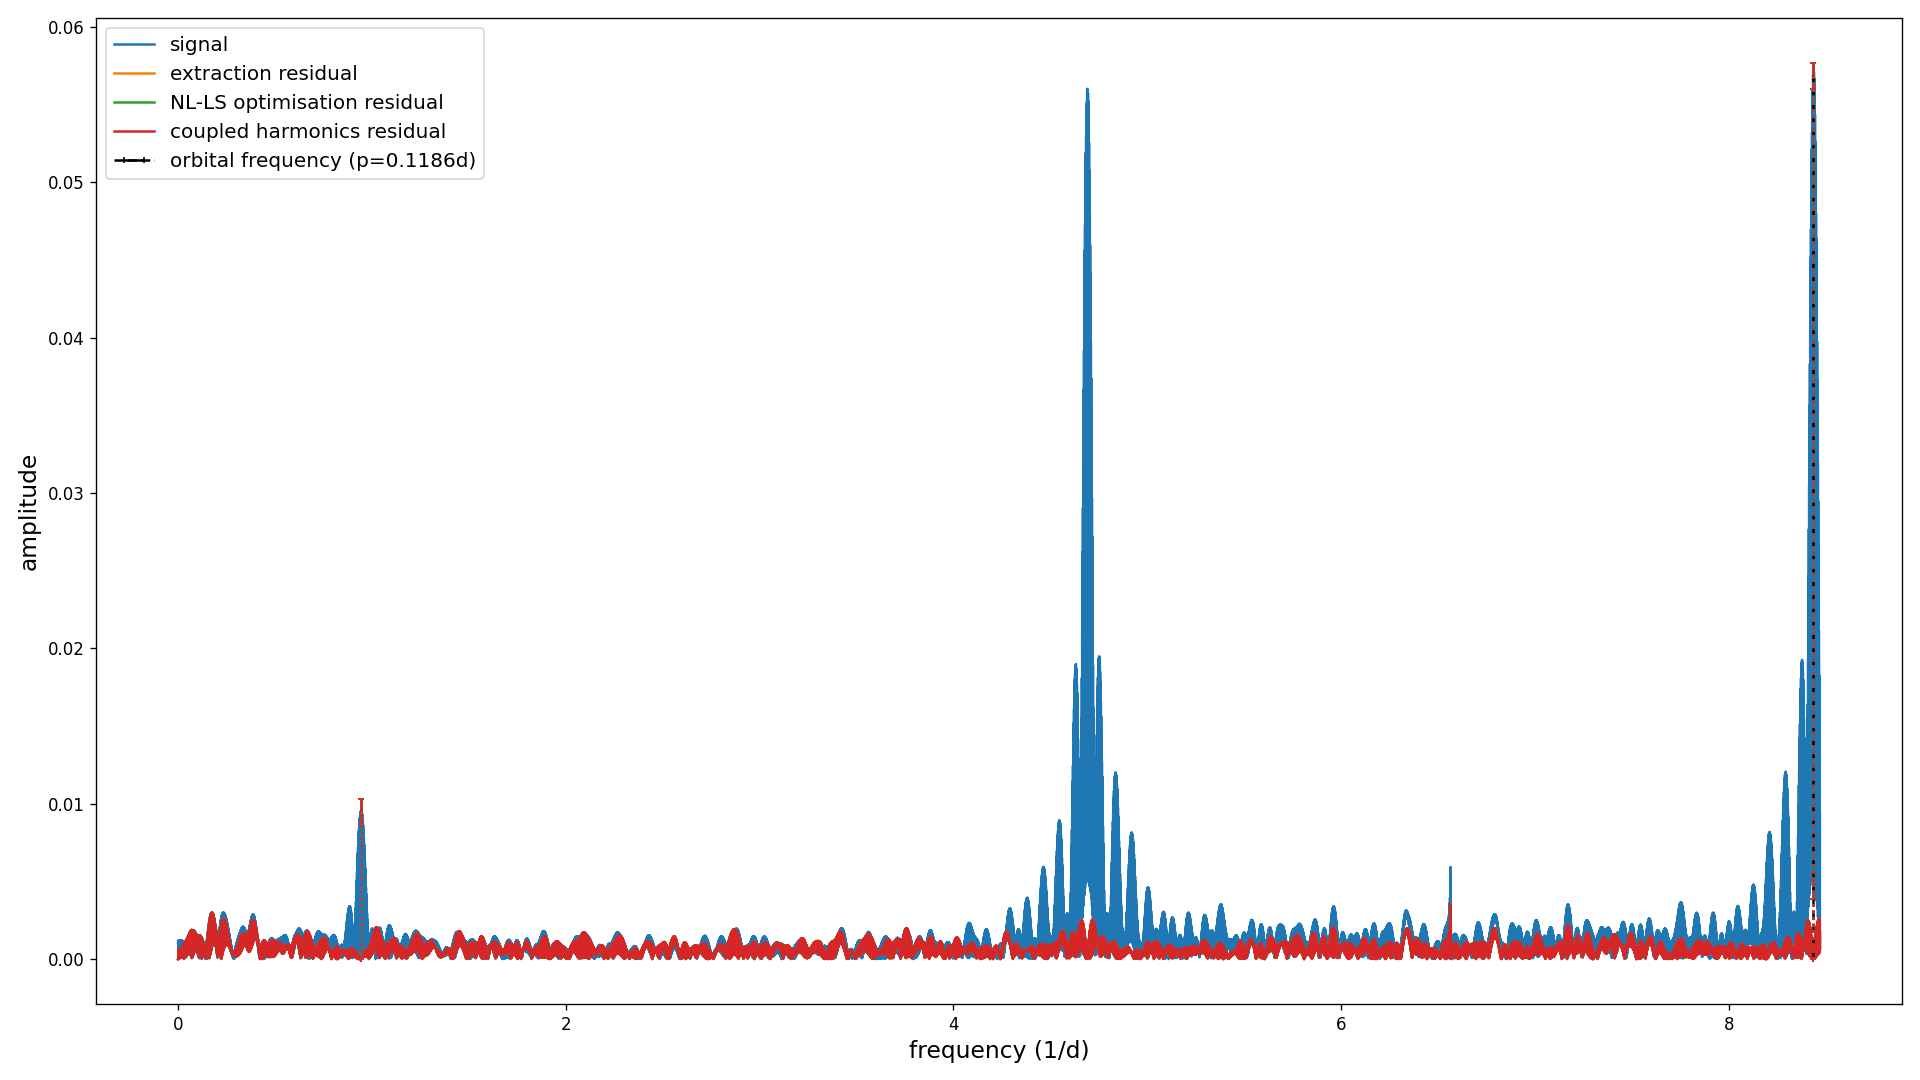 signal
extraction residual
NL-LS optimisation residual
coupled harmonics residual
orbital frequency (p=0.1186d)
0.06
0.05
0.04
0.03
0.02
0.01
0.00
amplitude
0 2 4 6 8
frequency (1/d)